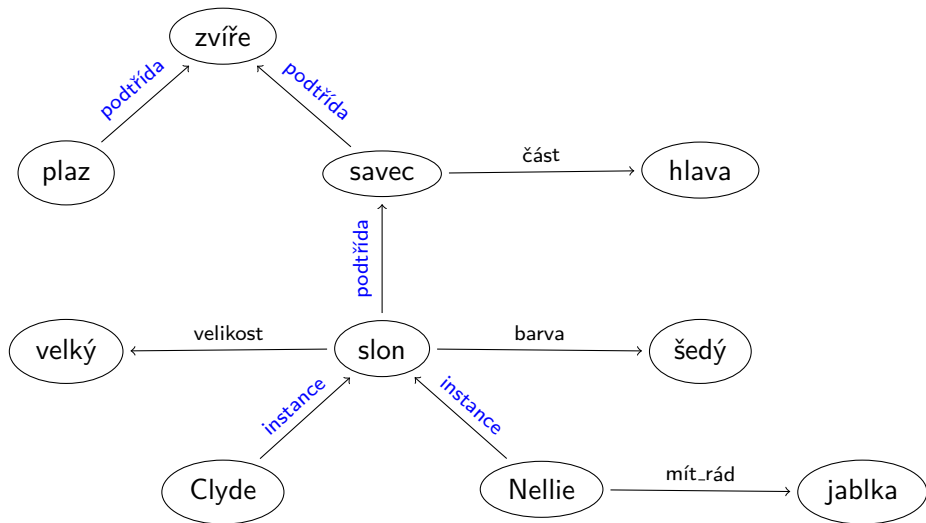 zvíře
podtřída
podtřída
plaz
savec
část
hlava
podtřída
velký
velikost
slon
barva
šedý
instance
instance
Clyde
Nellie
mít_rád
jablka